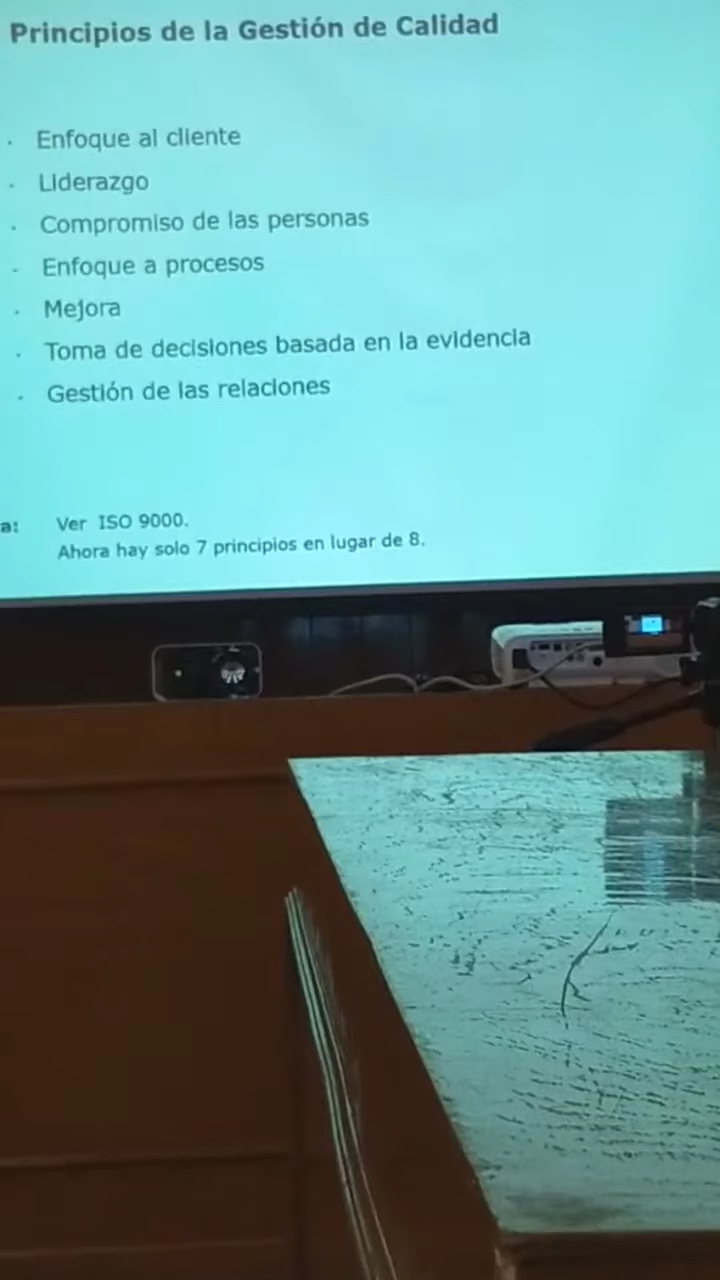 Principios de la Gestión de Calidad
· Enfoque al cliente
· Liderazgo
· Compromiso de las personas
· Enfoque a procesos
· Mejora
· Toma de decisiones basada en la evidencia
· Gestión de las relaciones
a: Ver ISO 9000.
Ahora hay solo 7 principios en lugar de 8.